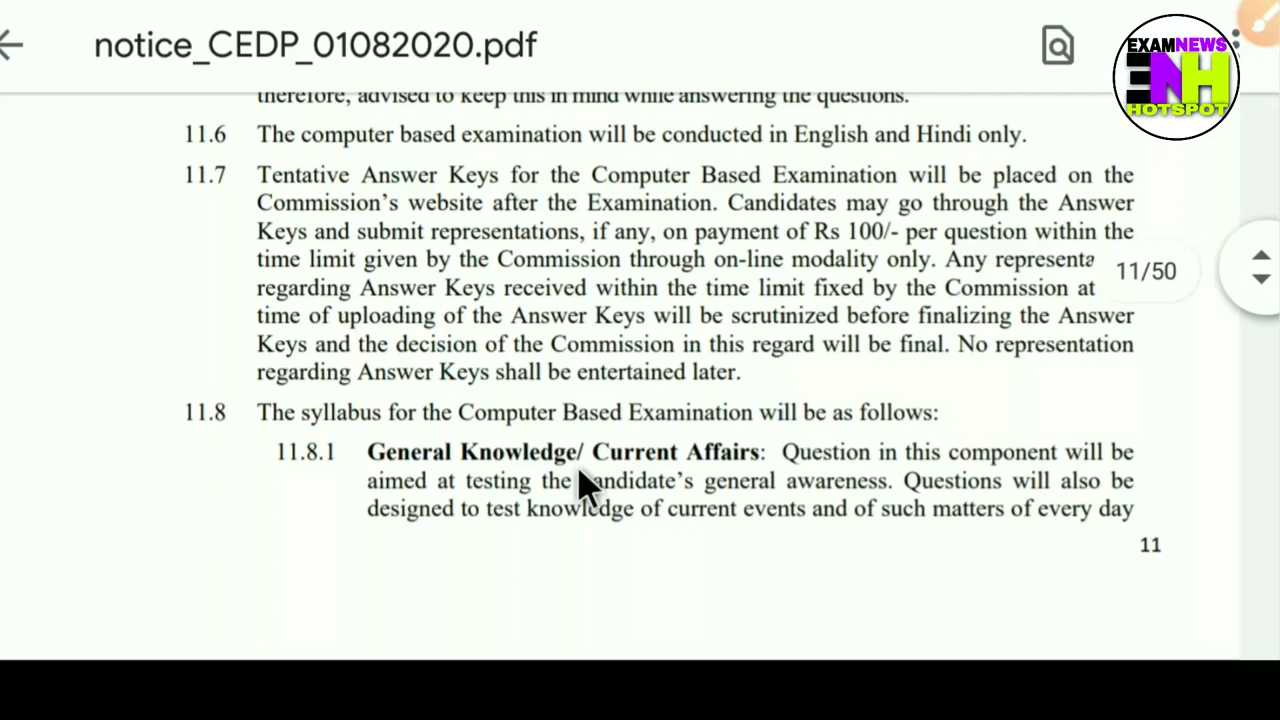 notice_CEDP_01082020.pdf
EXAMNEWS
ENH
HOTSPOT
therefore, advised to keep this in mind while answering the questions.
11.6 The computer based examination will be conducted in English and Hindi only.
11.7 Tentative Answer Keys for the Computer Based Examination will be placed on the
Commission's website after the Examination. Candidates may go through the Answer
Keys and submit representations, if any, on payment of Rs 100/- per question within the
time limit given by the Commission through on-line modality only. Any representa
11/50
regarding Answer Keys received within the time limit fixed by the Commission at
time of uploading of the Answer Keys will be scrutinized before finalizing the Answer
Keys and the decision of the Commission in this regard will be final. No representation
regarding Answer Keys shall be entertained later.
11.8 The syllabus for the Computer Based Examination will be as follows:
11.8.1 General Knowledge/ Current Affairs: Question in this component will be
aimed at testing the candidate's general awareness. Questions will also be
designed to test knowledge of current events and of such matters of every day
11